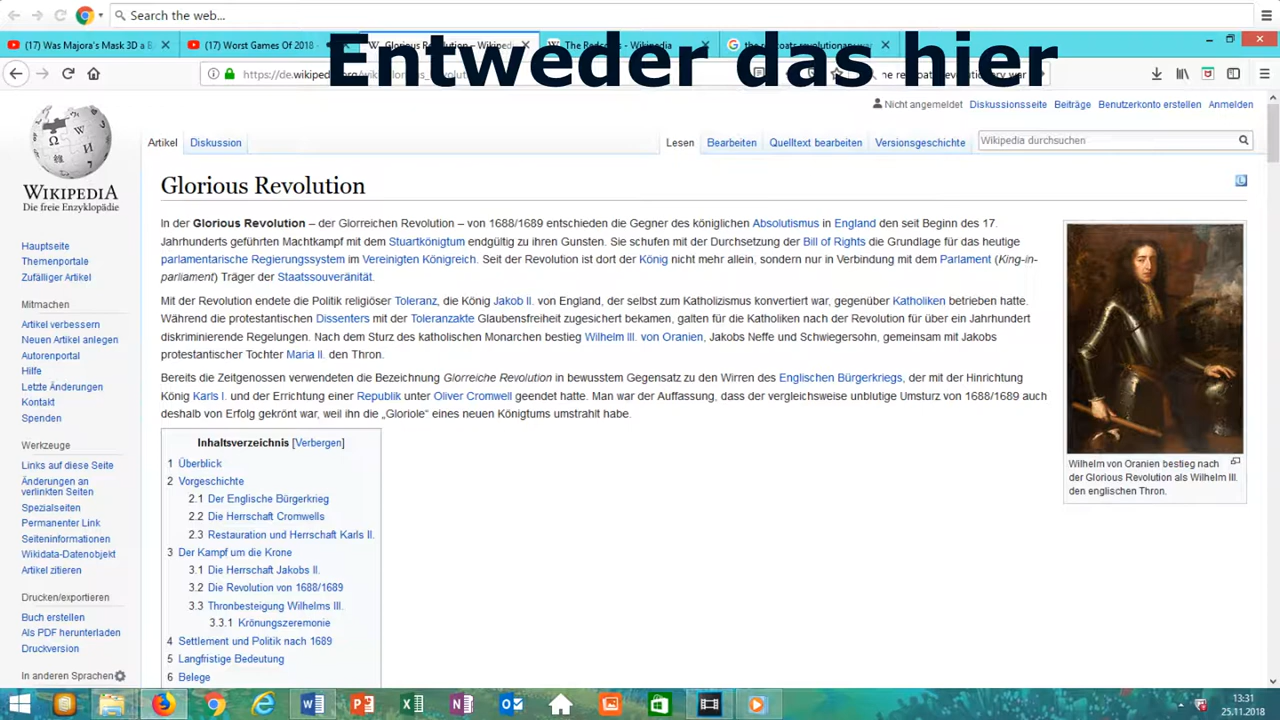 Search the web...
(17) Was Majora's Mask 3D a
(17) Worst Games Of 2018
Glorious Revolution – Wikiped
The Redcoats - Wikipedia
the redcoats revolutionary war
Entweder das hier
https://de.wikipedia
Nicht angemeldet Diskussionsseite Beiträge Benutzerkonto erstellen Anmelden
Artikel Diskussion Lesen Bearbeiten Quelltext bearbeiten Versionsgeschichte Wikipedia durchsuchen
WIKIPEDIA
Die freie Enzyklopädie
Hauptseite
Themenportale
Zufälliger Artikel
Mitmachen
Artikel verbessern
Neuen Artikel anlegen
Autorenportal
Hilfe
Letzte Änderungen
Kontakt
Spenden
Werkzeuge
Links auf diese Seite
Änderungen an
verlinkten Seiten
Spezialseiten
Permanenter Link
Seiteninformationen
Wikidata-Datenobjekt
Artikel zitieren
Drucken/exportieren
Buch erstellen
Als PDF herunterladen
Druckversion
In anderen Sprachen
Glorious Revolution
In der Glorious Revolution – der Glorreichen Revolution – von 1688/1689 entschieden die Gegner des königlichen Absolutismus in England den seit Beginn des 17.
Jahrhunderts geführten Machtkampf mit dem Stuartkönigtum endgültig zu ihren Gunsten. Sie schufen mit der Durchsetzung der Bill of Rights die Grundlage für das heutige
parlamentarische Regierungssystem im Vereinigten Königreich. Seit der Revolution ist dort der König nicht mehr allein, sondern nur in Verbindung mit dem Parlament (King-in-
parliament) Träger der Staatssouveränität.
Mit der Revolution endete die Politik religiöser Toleranz, die König Jakob II. von England, der selbst zum Katholizismus konvertiert war, gegenüber Katholiken betrieben hatte.
Während die protestantischen Dissenters mit der Toleranzakte Glaubensfreiheit zugesichert bekamen, galten für die Katholiken nach der Revolution für über ein Jahrhundert
diskriminierende Regelungen. Nach dem Sturz des katholischen Monarchen bestieg Wilhelm III. von Oranien, Jakobs Neffe und Schwiegersohn, gemeinsam mit Jakobs
protestantischer Tochter Maria II. den Thron.
Bereits die Zeitgenossen verwendeten die Bezeichnung Glorreiche Revolution in bewusstem Gegensatz zu den Wirren des Englischen Bürgerkriegs, der mit der Hinrichtung
König Karls I. und der Errichtung einer Republik unter Oliver Cromwell geendet hatte. Man war der Auffassung, dass der vergleichsweise unblutige Umsturz von 1688/1689 auch
deshalb von Erfolg gekrönt war, weil ihn die „Gloriole“ eines neuen Königtums umstrahlt habe.
Inhaltsverzeichnis [Verbergen]
1 Überblick
2 Vorgeschichte
2.1 Der Englische Bürgerkrieg
2.2 Die Herrschaft Cromwells
2.3 Restauration und Herrschaft Karls II.
3 Der Kampf um die Krone
3.1 Die Herrschaft Jakobs II.
3.2 Die Revolution von 1688/1689
3.3 Thronbesteigung Wilhelms III.
3.3.1 Krönungszeremonie
4 Settlement und Politik nach 1689
5 Langfristige Bedeutung
6 Belege
Wilhelm von Oranien bestieg nach
der Glorious Revolution als Wilhelm III.
den englischen Thron.
13:31
25.11.2018